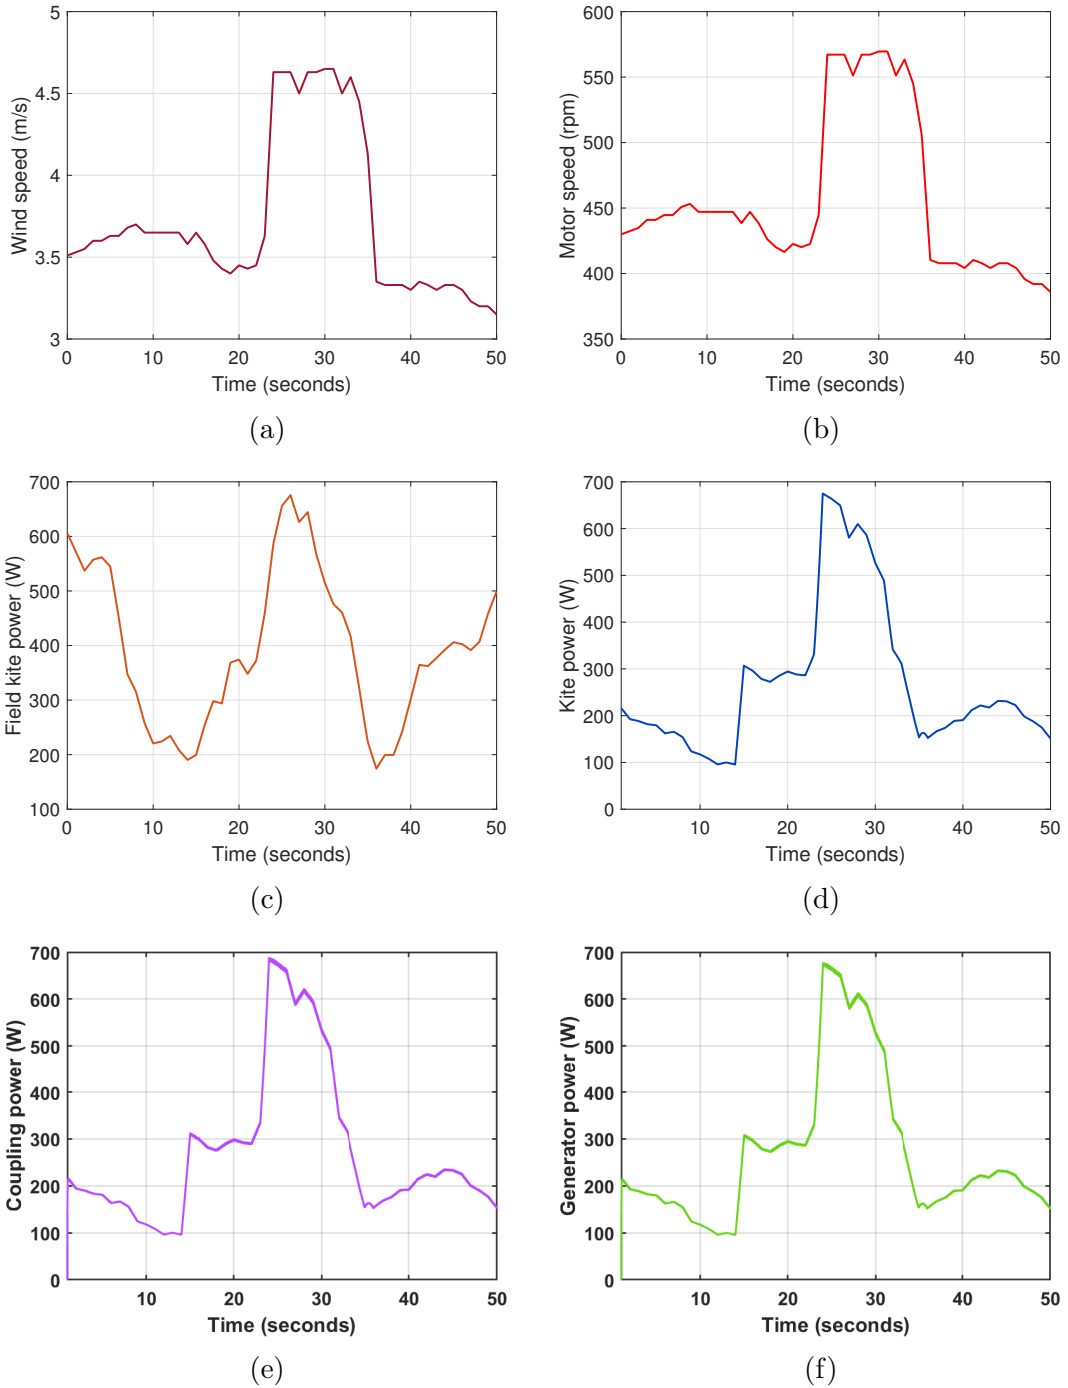 5
4.5
4
3.5
3
Wind speed (m/s)
0 10 20 30 40 50
Time (seconds)
(a)
600
550
500
450
400
350
Motor speed (rpm)
0 10 20 30 40 50
Time (seconds)
(b)
700
600
500
400
300
200
100
Field kite power (W)
0 10 20 30 40 50
Time (seconds)
(c)
700
600
500
400
300
200
100
0
Kite power (W)
10 20 30 40 50
Time (seconds)
(d)
700
600
500
400
300
200
100
0
Coupling power (W)
10 20 30 40 50
Time (seconds)
(e)
700
600
500
400
300
200
100
0
Generator power (W)
10 20 30 40 50
Time (seconds)
(f)